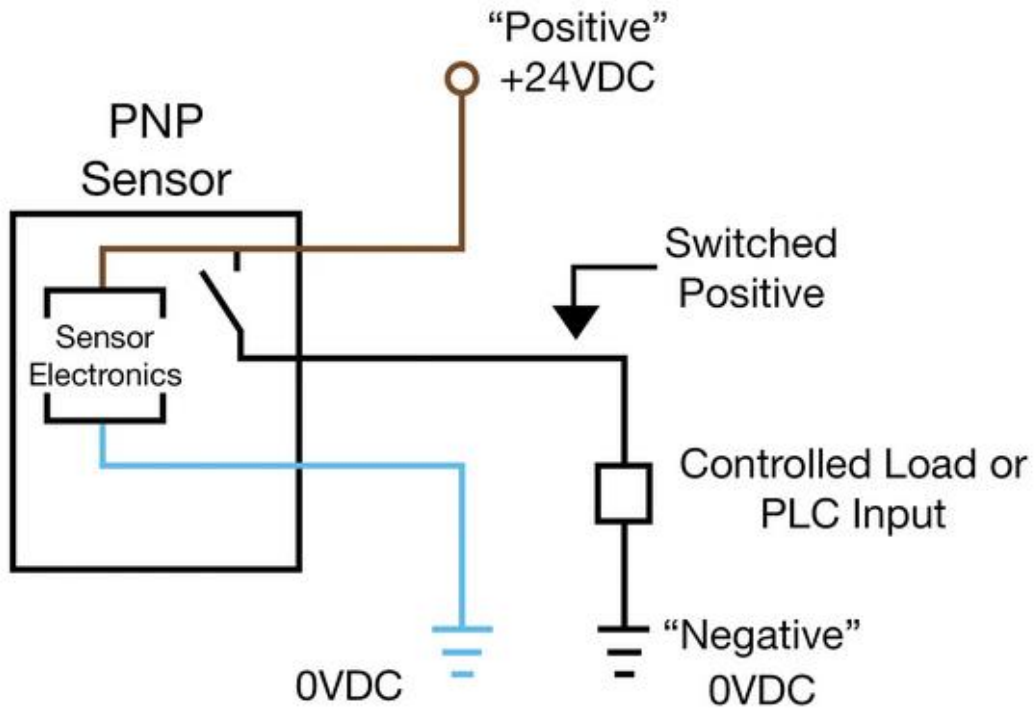 “Positive”
+24VDC
PNP
Sensor
Switched
Positive
Sensor
Electronics
Controlled Load or
PLC Input
“Negative”
0VDC
0VDC